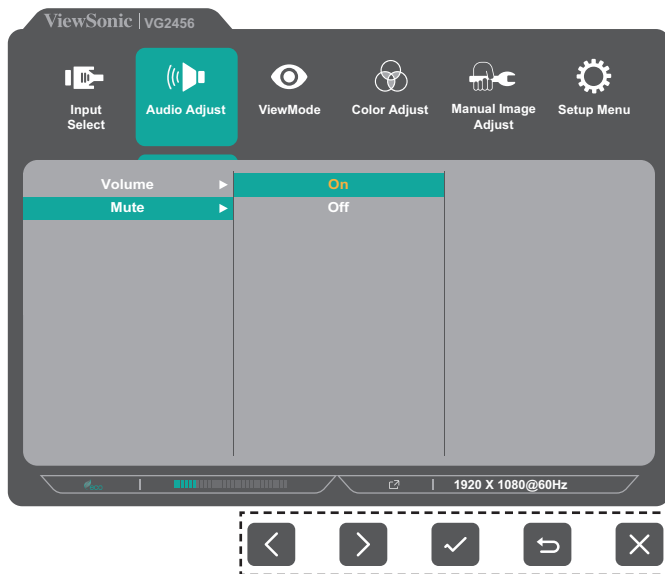 ViewSonic | VG2456
Input
Select
Audio Adjust
ViewMode
Color Adjust
Manual Image
Adjust
Setup Menu
Volume
Mute
On
Off
1920 X 1080@60Hz